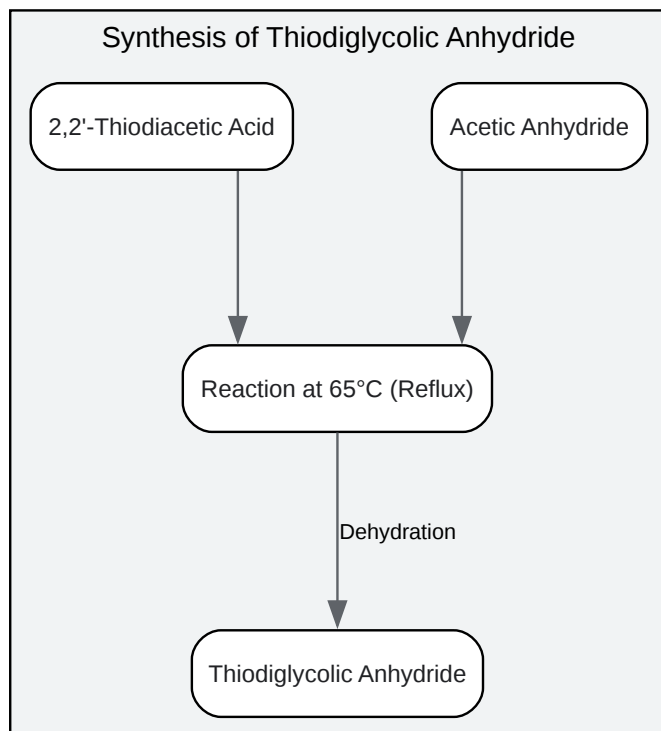 Synthesis of Thiodiglycolic Anhydride
2,2'-Thiodiacetic Acid
Acetic Anhydride
Reaction at 65°C (Reflux)
Dehydration
Thiodiglycolic Anhydride